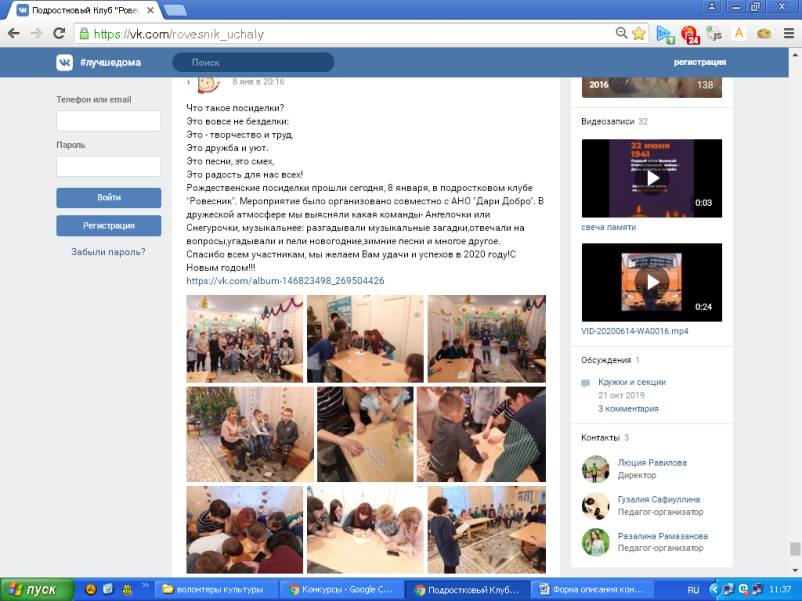 Подростковый Клуб "Рове
https://vk.com/rovesnik_uchaly
24
js
A
#лучшедома
Поиск
регистрация
Телефон или email
Пароль
Войти
Регистрация
Забыли пароль?
8 янв в 20:16
Что такое посиделки?
Это вовсе не безделки:
Это - творчество и труд,
Это дружба и уют.
Это песни, это смех,
Это радость для нас всех!
Рождественские посиделки прошли сегодня, 8 января, в подростковом клубе
"Ровесник". Мероприятие было организовано совместно с АНО "Дари Добро". В
дружеской атмосфере мы выясняли какая команда- Ангелочки или
Снегурочки, музыкальнее: разгадывали музыкальные загадки,отвечали на
вопросы,угадывали и пели новогодние,зимние песни и многое другое.
Спасибо всем участникам, мы желаем Вам удачи и успехов в 2020 году!С
Новым годом!!!
https://vk.com/album-146823498_269504426
2016
138
Видеозаписи 32
22 июня
1941
0:03
свеча памяти
0:24
VID-20200614-WA0016.mp4
Обсуждения 1
Кружки и секции
21 окт 2019
3 комментария
Контакты 3
Люция Равилова
Директор
Гузалия Сафиуллина
Педагог-организатор
Разалина Рамазанова
Педагог-организатор
пуск
волонтеры культуры
Конкурсы - Google C...
Подростковый Клуб...
Форма описания кон...
RU
11:37